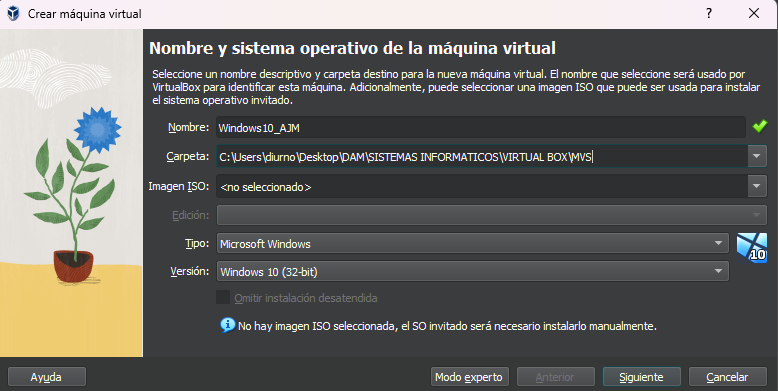 Crear máquina virtual
?
Nombre y sistema operativo de la máquina virtual
Seleccione un nombre descriptivo y carpeta destino para la nueva máquina virtual. El nombre que seleccione será usado por
VirtualBox para identificar esta máquina. Adicionalmente, puede seleccionar una imagen ISO que puede ser usada para instalar
el sistema operativo invitado.
Nombre: Windows10_AJM
Carpeta: C:\Users\diurno\Desktop\DAM\SISTEMAS INFORMATICOS\VIRTUAL BOX\MVS
Imagen ISO: <no seleccionado>
Edición:
Tipo: Microsoft Windows
10
Versión: Windows 10 (32-bit)
Omitir instalación desatendida
No hay imagen ISO seleccionada, el SO invitado será necesario instalarlo manualmente.
Ayuda Modo experto Anterior Siguiente Cancelar